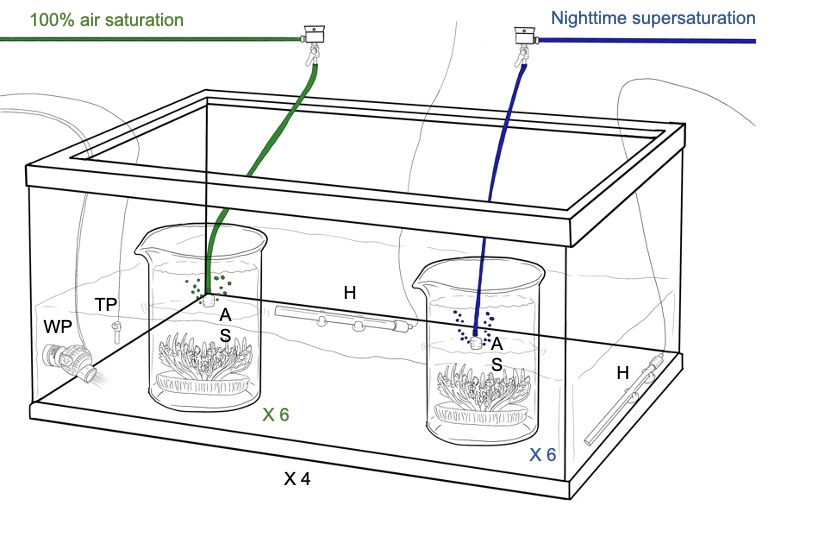 100% air saturation
Nighttime supersaturation
H
TP
A
S
WP
A
S
H
X 6
X 6
X 4